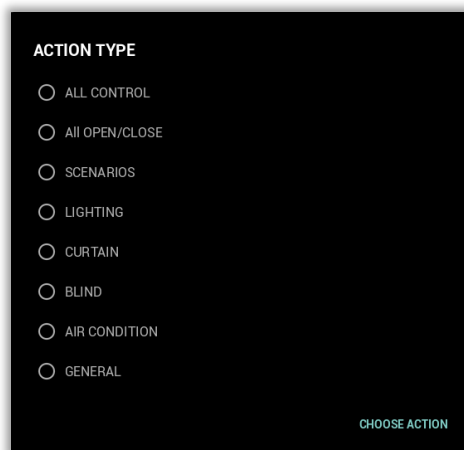 ACTION TYPE
ALL CONTROL
All OPEN/CLOSE
SCENARIOS
LIGHTING
CURTAIN
BLIND
AIR CONDITION
GENERAL
CHOOSE ACTION